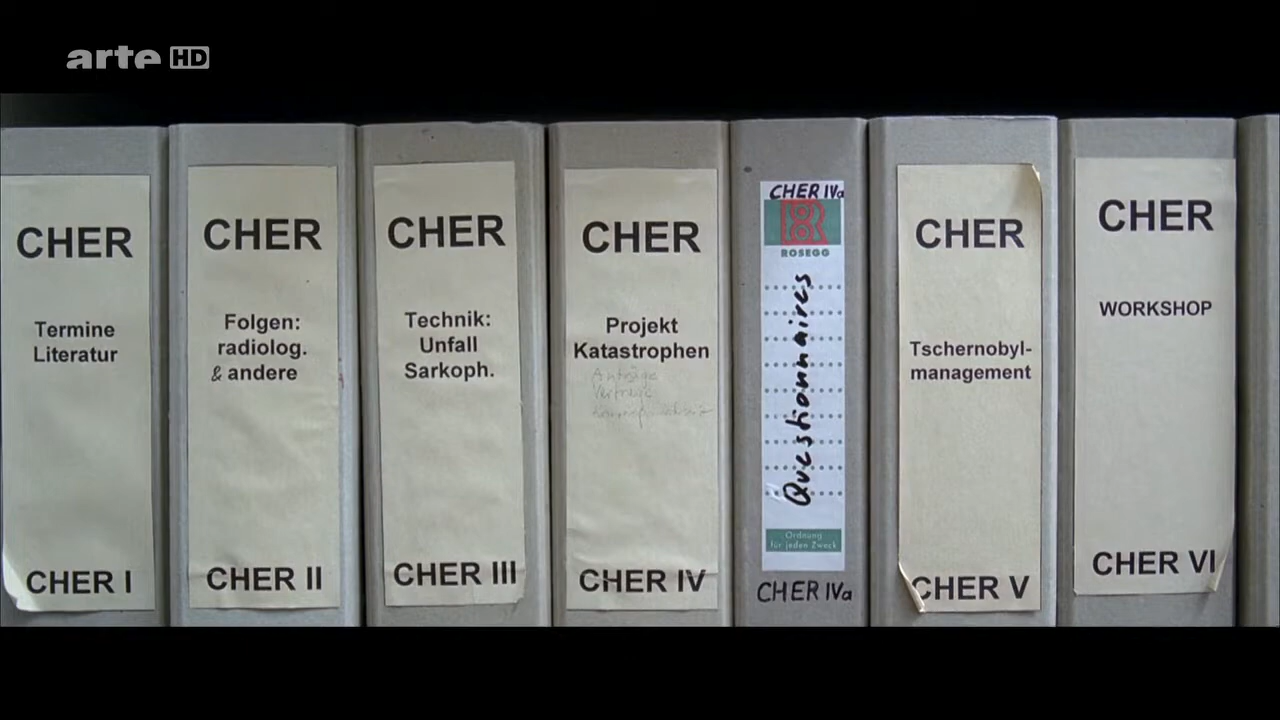 arte HD
CHER
Termine
Literatur
CHER I
CHER
Folgen:
radiolog.
& andere
CHER II
CHER
Technik:
Unfall
Sarkoph.
CHER III
CHER
Projekt
Katastrophen
Anträge
Verträge
CHER IV
CHER IVa
ROSEGG
Questionnaires
Ordnung
für jeden Zweck
CHER IVa
CHER
Tschernobyl-
management
CHER V
CHER
WORKSHOP
CHER VI